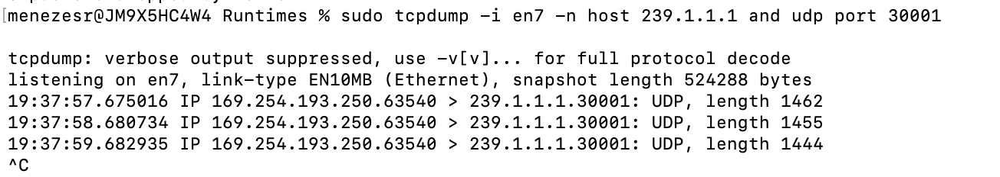 [menezesr@JM9X5HC4W4 Runtimes % sudo tcpdump -i en7 -n host 239.1.1.1 and udp port 30001
tcpdump: verbose output suppressed, use -v[v]... for full protocol decode
listening on en7, link-type EN10MB (Ethernet), snapshot length 524288 bytes
19:37:57.675016 IP 169.254.193.250.63540 > 239.1.1.1.30001: UDP, length 1462
19:37:58.680734 IP 169.254.193.250.63540 > 239.1.1.1.30001: UDP, length 1455
19:37:59.682935 IP 169.254.193.250.63540 > 239.1.1.1.30001: UDP, length 1444
^C